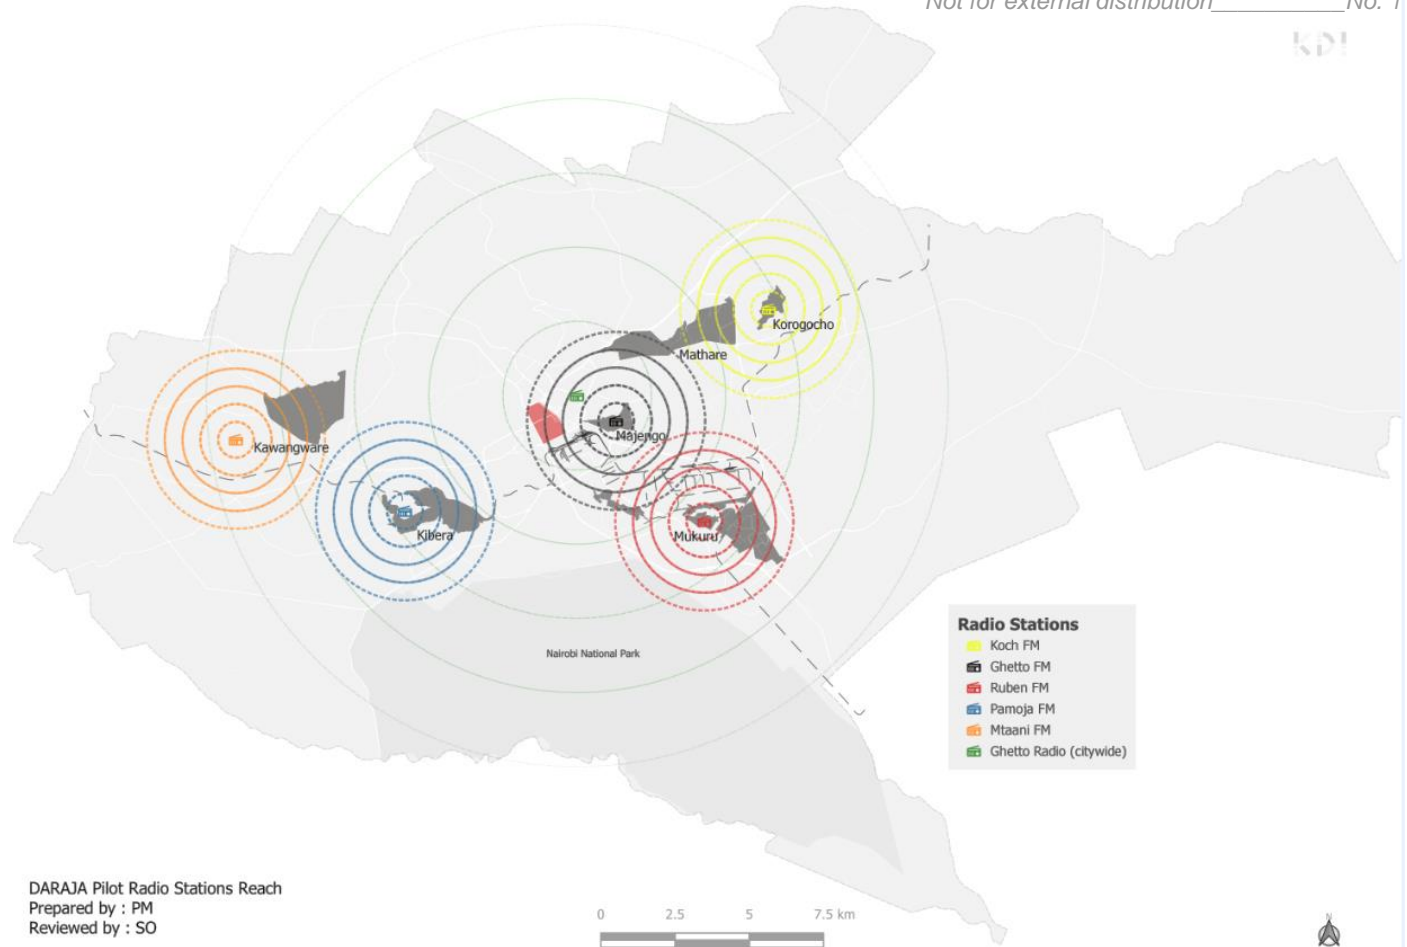 Not for external distribution___________No. 1
KDI
Korogocho
Mathare
Majengo
Kawangware
Kibera
Mukuru
Nairobi National Park
Radio Stations
Koch FM
Ghetto FM
Ruben FM
Pamoja FM
Mtaani FM
Ghetto Radio (citywide)
DARAJA Pilot Radio Stations Reach
Prepared by : PM
Reviewed by : SO
0 2.5 5 7.5 km
N